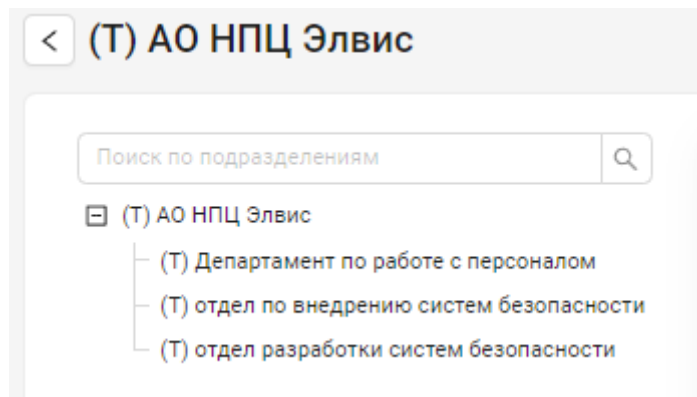 (Т) АО НПЦ Элвис
Поиск по подразделениям
(Т) АО НПЦ Элвис
(Т) Департамент по работе с персоналом
(Т) отдел по внедрению систем безопасности
(Т) отдел разработки систем безопасности